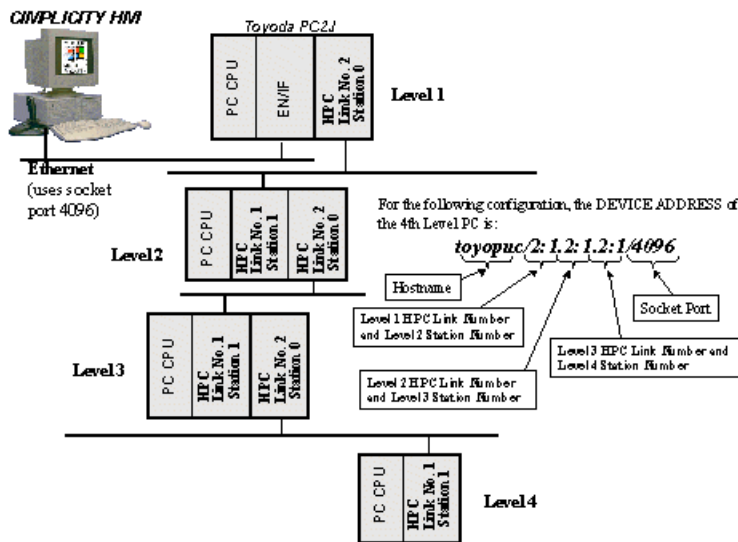 CIMPLICITY HMI
Toyoda PC2J
PC CPU
EN/IF
HPC
Link No. 2
Station 0
Level 1
Ethernet
(uses socket
port 4096)
PC CPU
HPC
Link No. 1
Station 1
HPC
Link No. 2
Station 0
Level 2
For the following configuration, the DEVICE ADDRESS of
the 4th Level PC is:
toyopuc/2:1.2:1.2:1/4096
Hostname
Socket Port
Level 1 HPC Link Number
and Level 2 Station Number
Level 3 HPC Link Number and
Level 4 Station Number
Level 2 HPC Link Number
and Level 3 Station Number
PC CPU
HPC
Link No. 1
Station 1
HPC
Link No. 2
Station 0
Level 3
PC CPU
HPC
Link No. 1
Station 1
Level 4